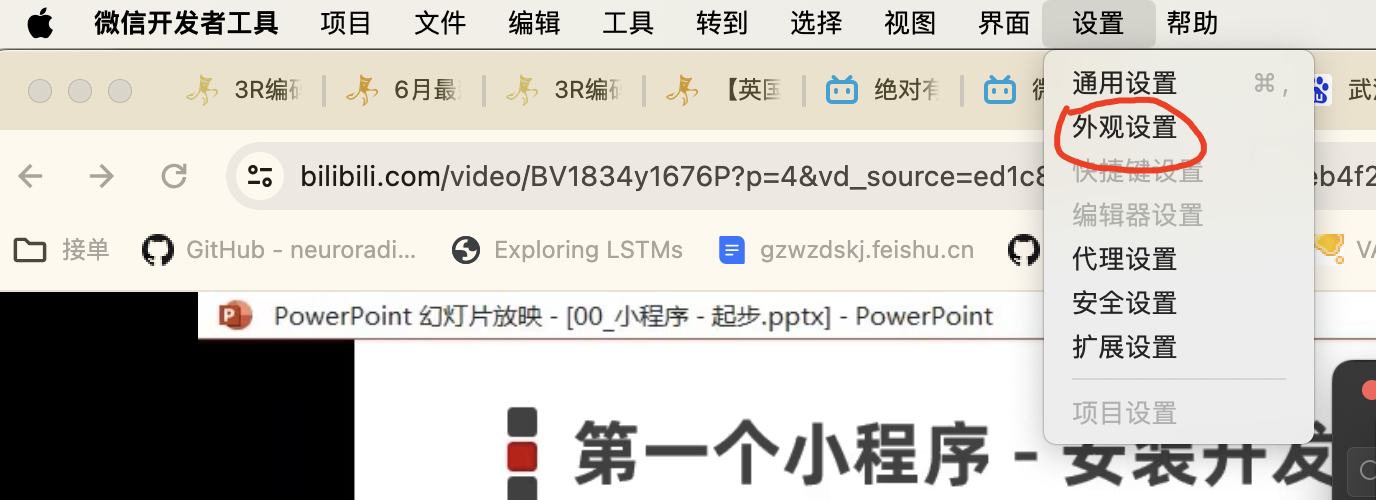 微信开发者工具 项目 文件 编辑 工具 转到 选择 视图 界面 设置 帮助
3R编码 6月最 3R编码 【英国 绝对有 微 武汉
bilibili.com/video/BV1834y1676P?p=4&vd_source=ed1c8 eb4f2
接单 GitHub – neuroradi... Exploring LSTMs gzwzdskj.feishu.cn VA
PowerPoint 幻灯片放映 - [00_小程序 - 起步.pptx] - PowerPoint
第一个小程序 - 安装开发
通用设置 ⌘ ,
外观设置
快捷键设置
编辑器设置
代理设置
安全设置
扩展设置
项目设置